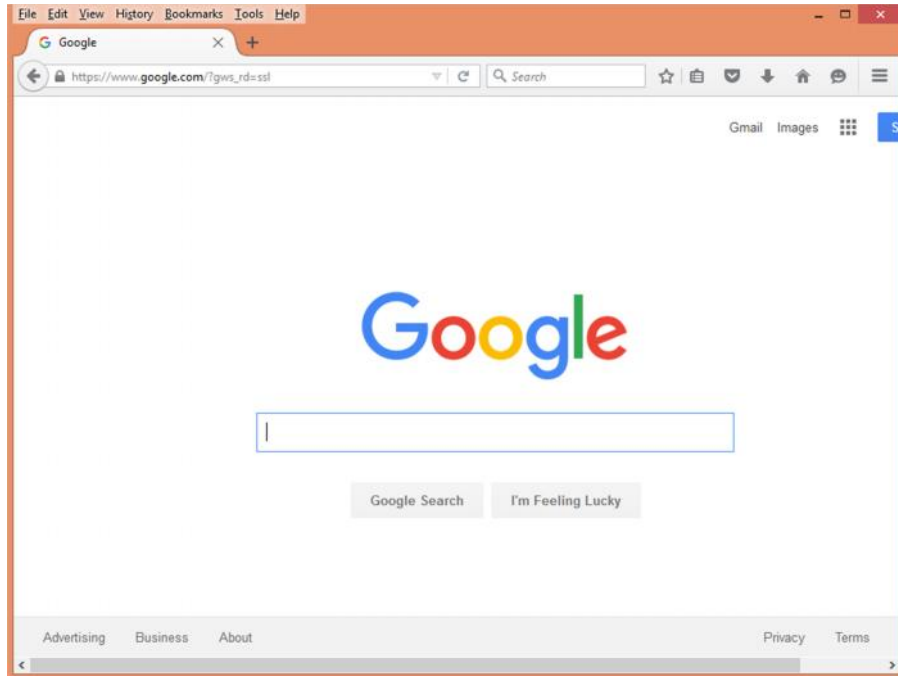 File Edit View History Bookmarks Tools Help
Google
https://www.google.com/?gws_rd=ssl Search
Gmail Images S
Google
Google Search I'm Feeling Lucky
Advertising Business About Privacy Terms